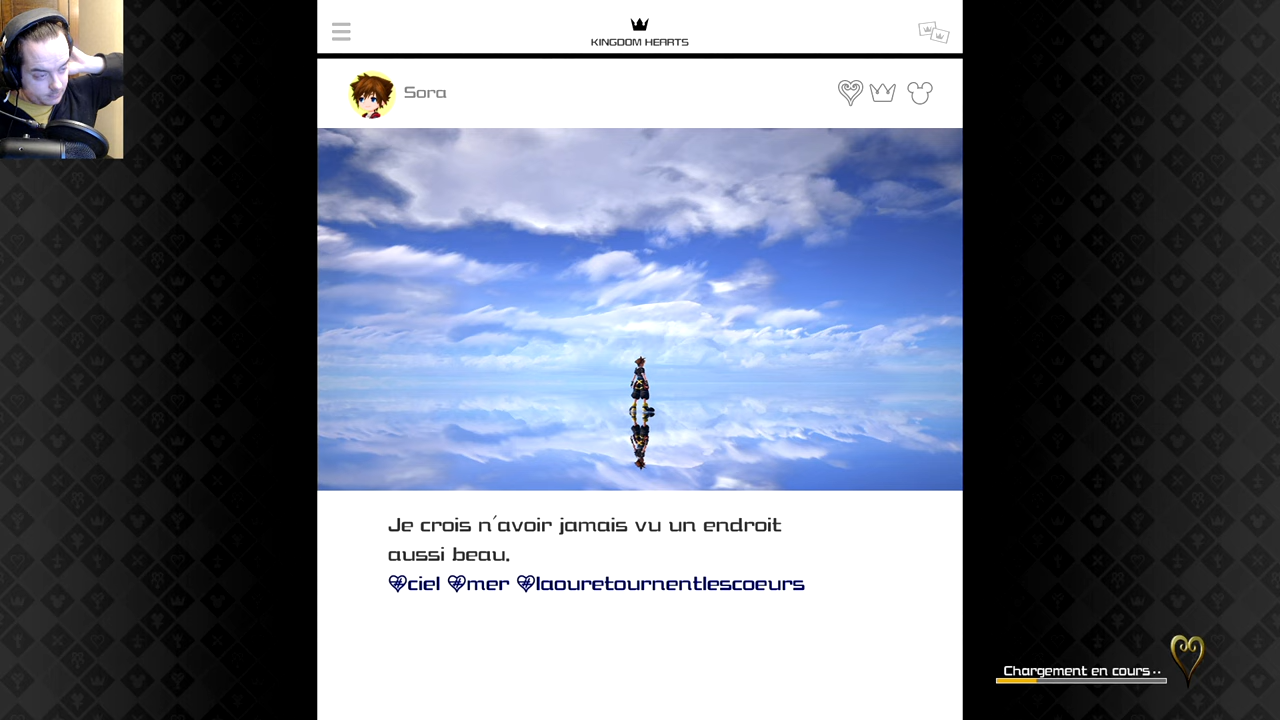 KINGDOM HEARTS
Sora
Je crois n'avoir jamais vu un endroit
aussi beau.
ciel mer laouretournentlescoeurs
Chargement en cours..